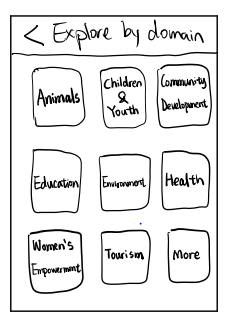 < Explore by domain
Animals
Children
&
Youth
Community
Development
Education
Environment
Health
Women's
Empowerment
Tourism
More